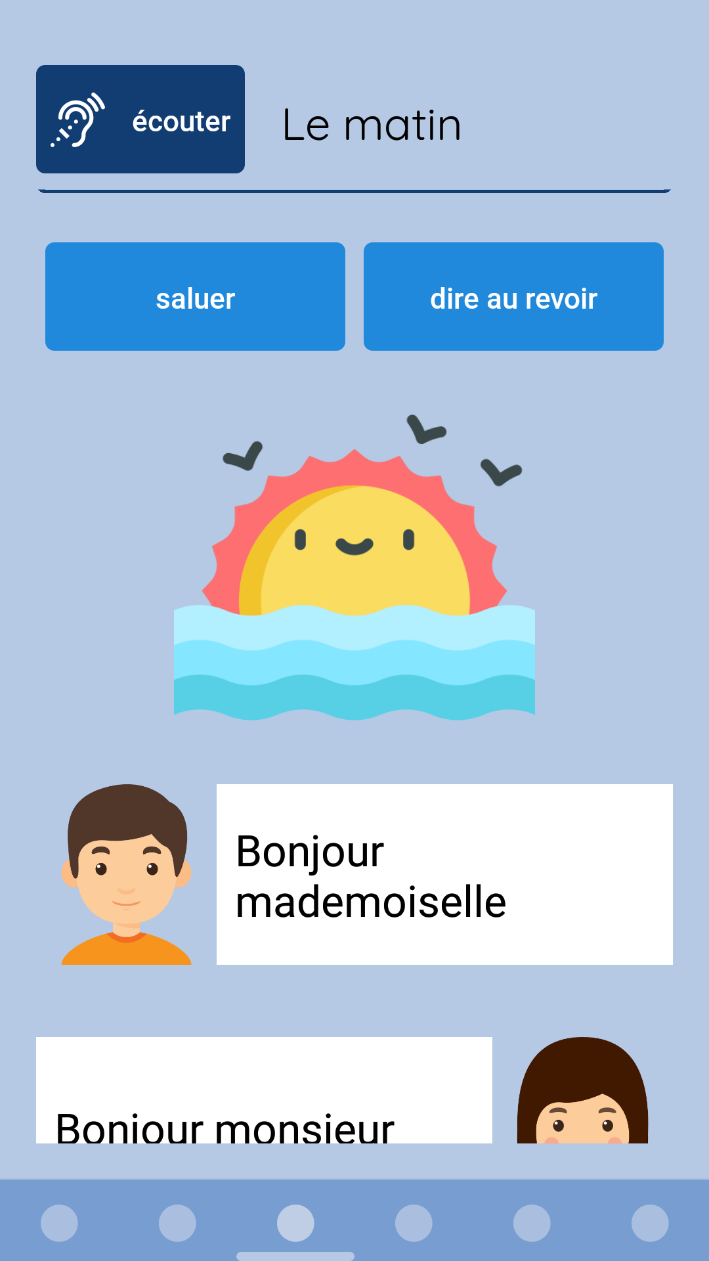 écouter
Le matin
saluer
dire au revoir
Bonjour
mademoiselle
Bonjour monsieur